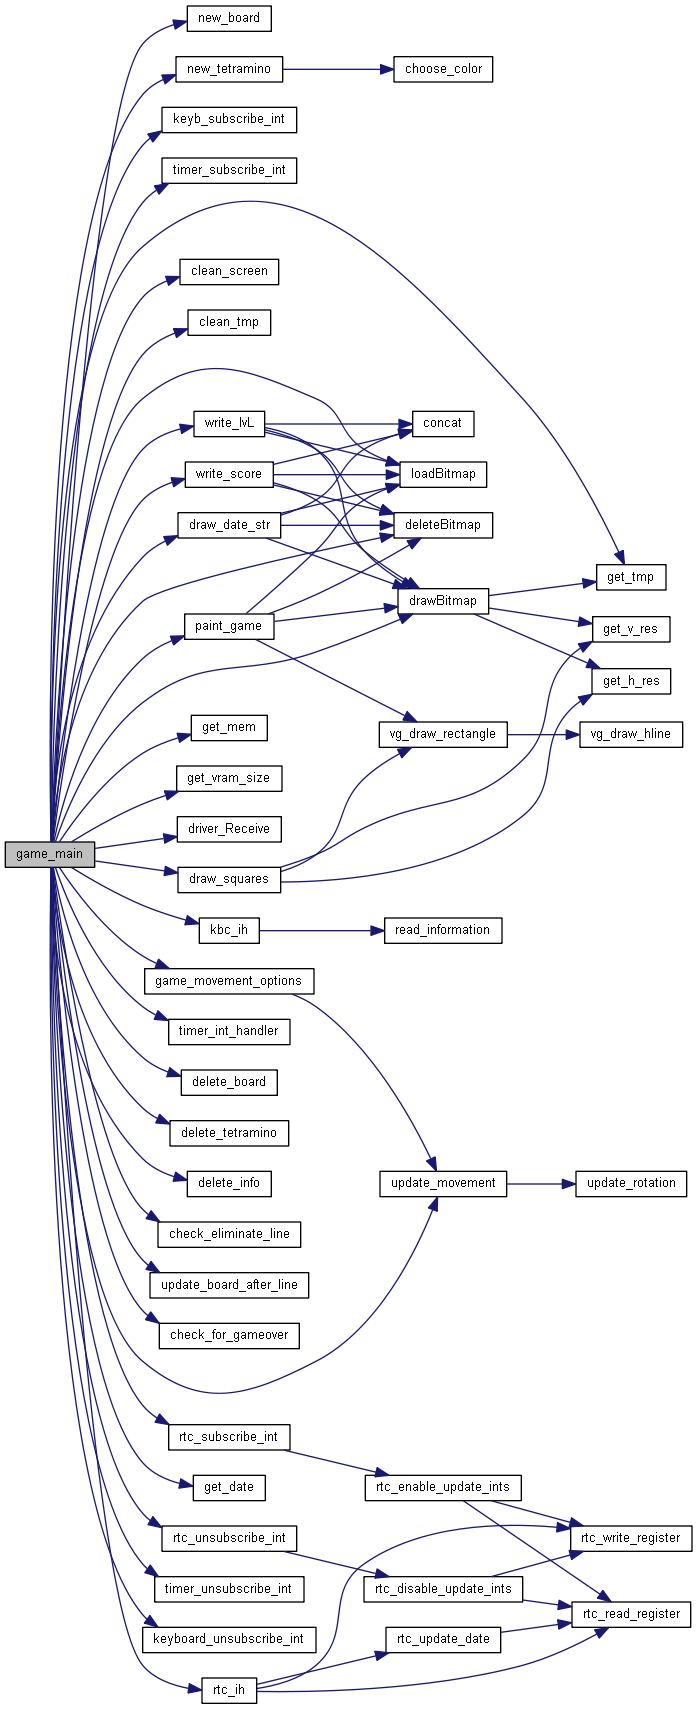 new_board
new_tetramino
choose_color
keyb_subscribe_int
timer_subscribe_int
clean_screen
clean_tmp
write_lvL
concat
write_score
loadBitmap
draw_date_str
deleteBitmap
get_tmp
drawBitmap
paint_game
get_v_res
get_h_res
get_mem
vg_draw_rectangle
vg_draw_hline
get_vram_size
driver_Receive
game_main
draw_squares
kbc_ih
read_information
game_movement_options
timer_int_handler
delete_board
delete_tetramino
delete_info
update_movement
update_rotation
check_eliminate_line
update_board_after_line
check_for_gameover
rtc_subscribe_int
get_date
rtc_enable_update_ints
rtc_unsubscribe_int
rtc_write_register
timer_unsubscribe_int
rtc_disable_update_ints
rtc_read_register
keyboard_unsubscribe_int
rtc_update_date
rtc_ih